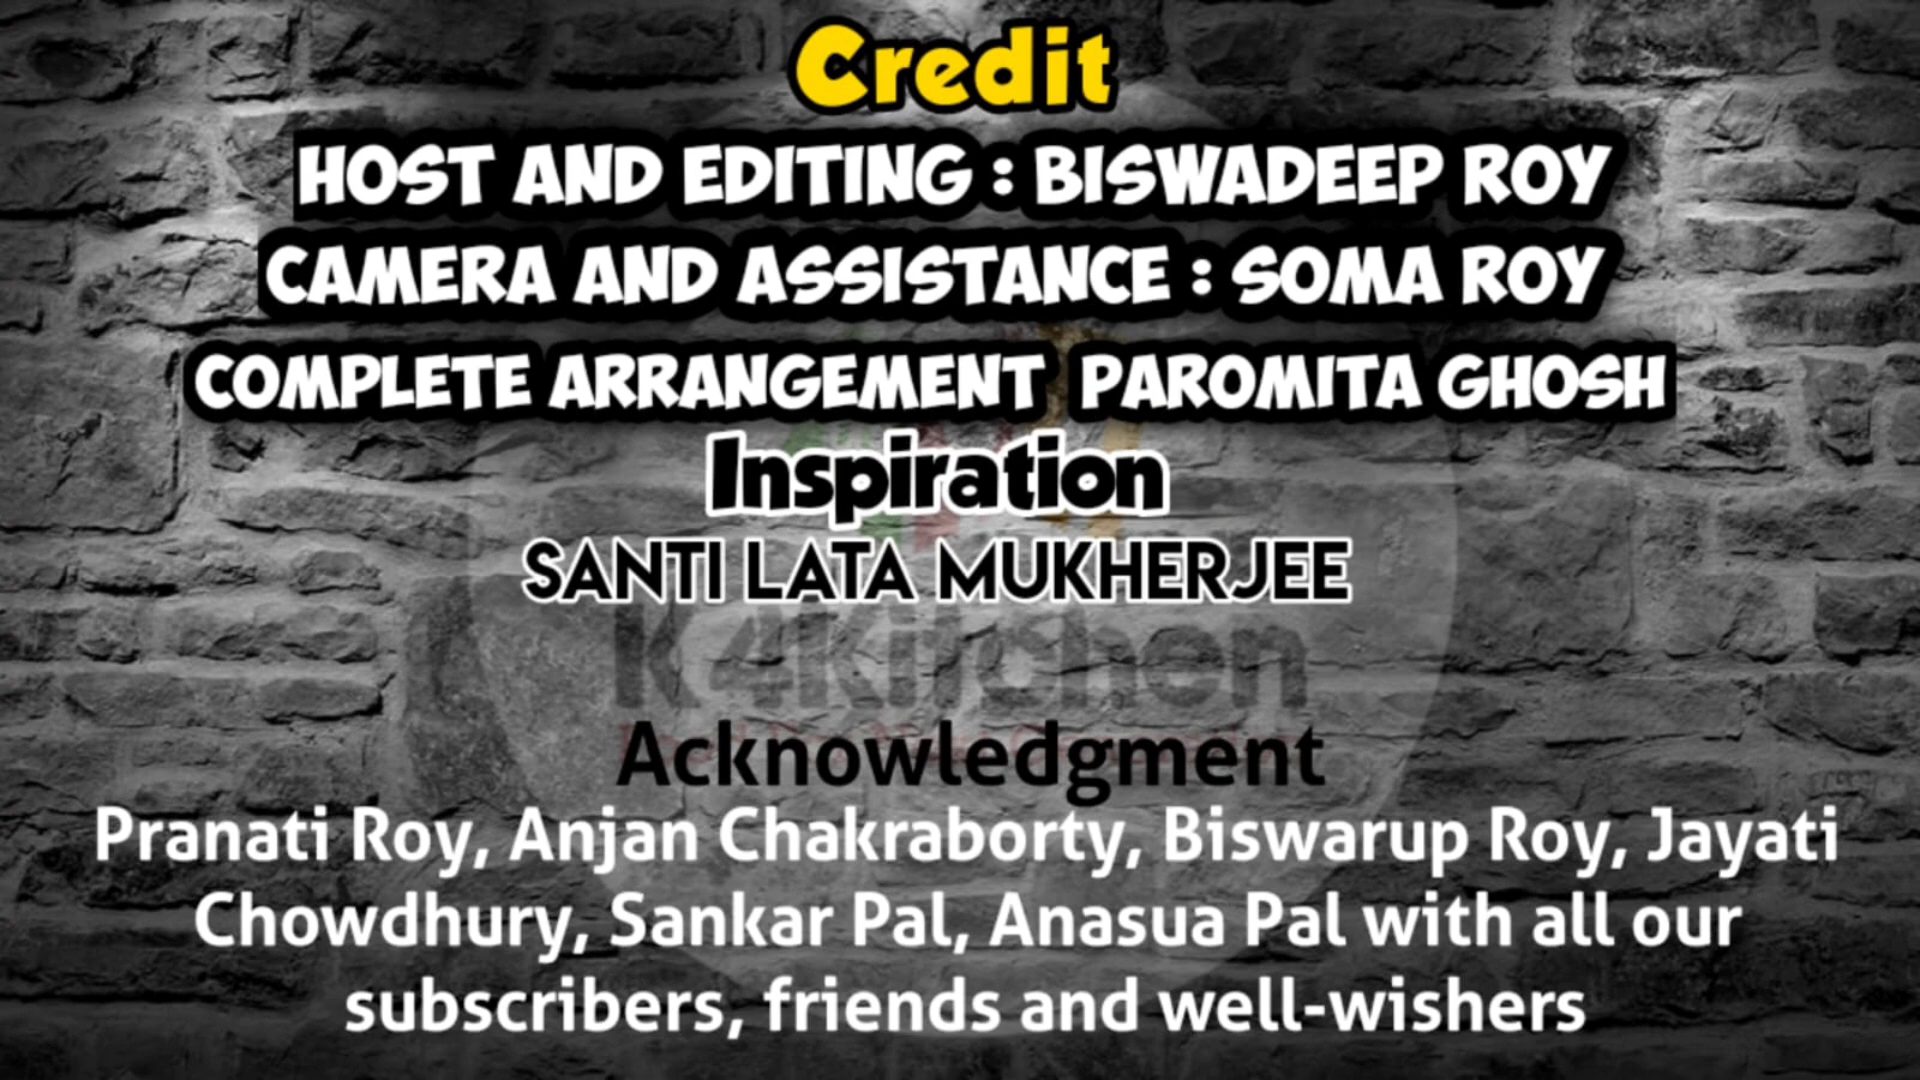 Credit
HOST AND EDITING : BISWADEEP ROY
CAMERA AND ASSISTANCE : SOMA ROY
COMPLETE ARRANGEMENT PAROMITA GHOSH
Inspiration
SANTI LATA MUKHERJEE
K4Kitchen
Acknowledgment
Pranati Roy, Anjan Chakraborty, Biswarup Roy, Jayati
Chowdhury, Sankar Pal, Anasua Pal with all our
subscribers, friends and well-wishers